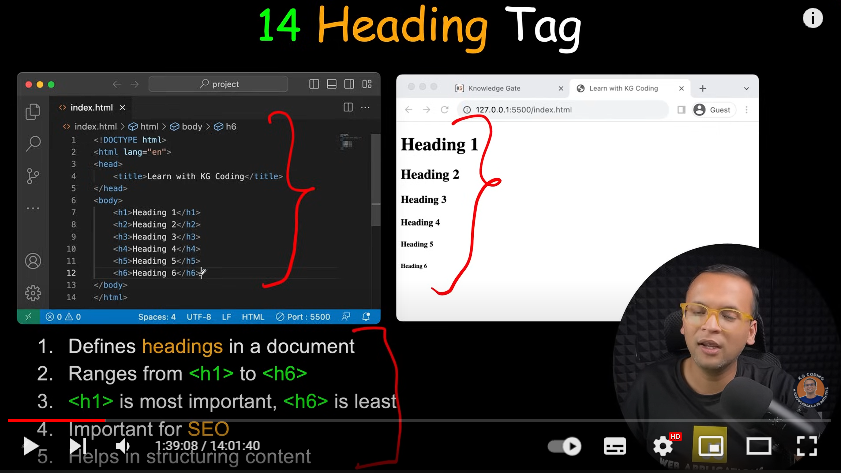 14 Heading Tag
project
index.html
index.html > html > body > h6
1 <!DOCTYPE html>
2 <html lang="en">
3 <head>
4 <title>Learn with KG Coding</title>
5 </head>
6 <body>
7 <h1>Heading 1</h1>
8 <h2>Heading 2</h2>
9 <h3>Heading 3</h3>
10 <h4>Heading 4</h4>
11 <h5>Heading 5</h5>
12 <h6>Heading 6</h6>
13 </body>
14 </html>
0 0 Spaces: 4 UTF-8 LF HTML Port : 5500
Knowledge Gate
Learn with KG Coding
127.0.0.1:5500/index.html
Guest
Heading 1
Heading 2
Heading 3
Heading 4
Heading 5
Heading 6
1. Defines headings in a document
2. Ranges from <h1> to <h6>
3. <h1> is most important, <h6> is least
4. Important for SEO
5. Helps in structuring content
KG CODING
1:39:08 / 14:01:40
HD